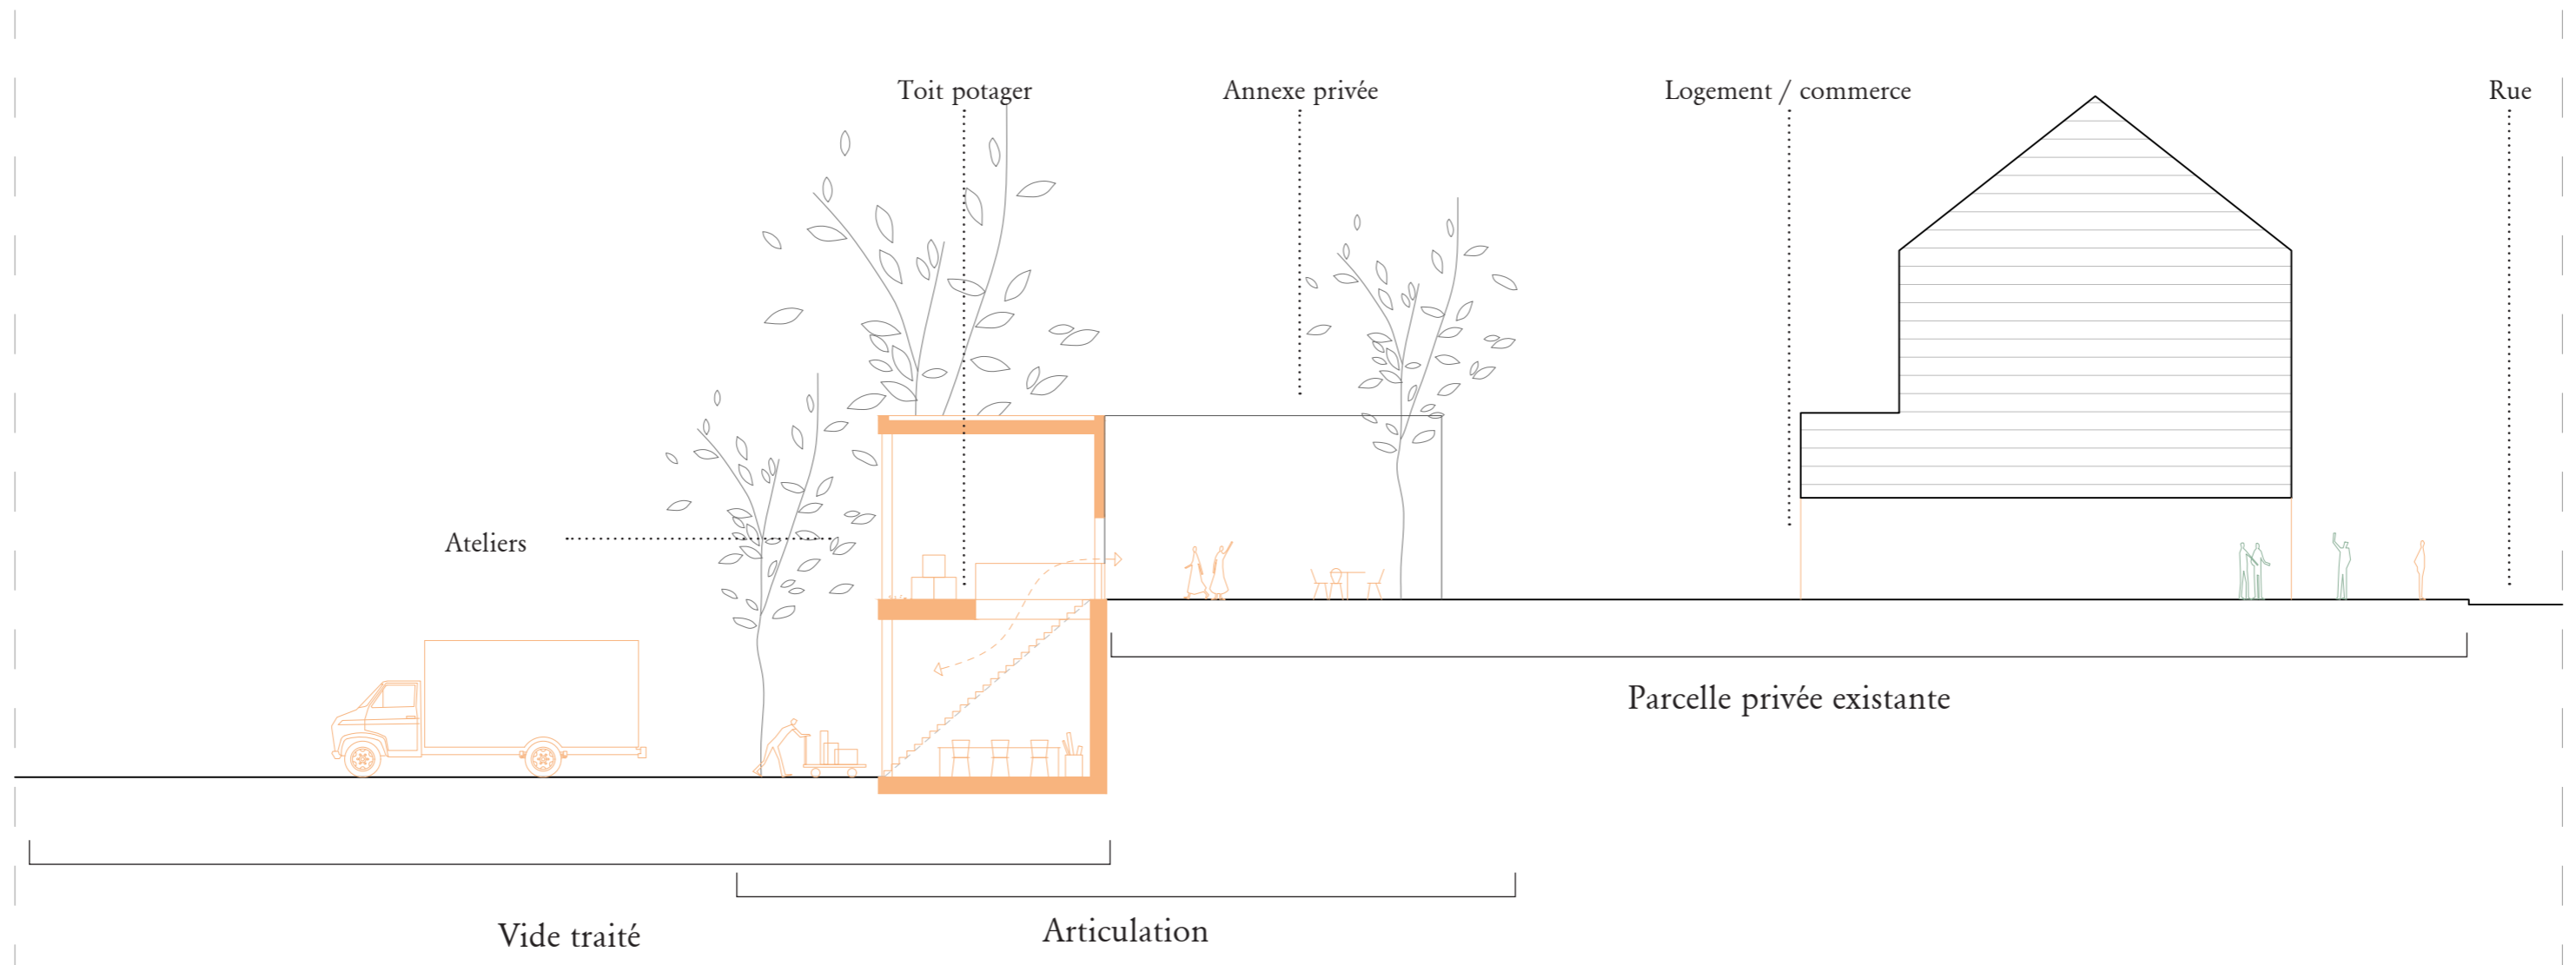 Toit potager
Annexe privée
Logement / commerce
Rue
Ateliers
Parcelle privée existante
Vide traité
Articulation